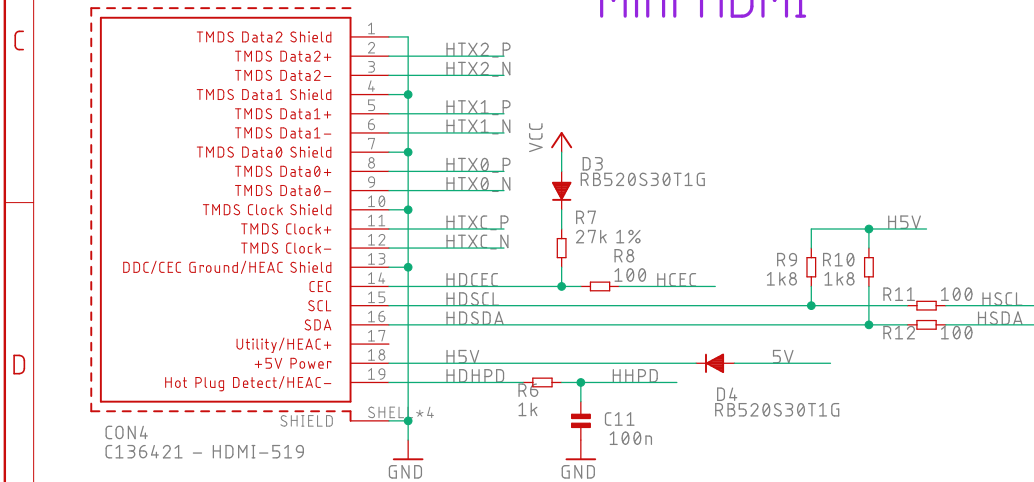 Mini HDMI
C
TMDS Data2 Shield 1
TMDS Data2+ 2 HTX2_P
TMDS Data2- 3 HTX2_N
TMDS Data1 Shield 4
TMDS Data1+ 5 HTX1_P
TMDS Data1- 6 HTX1_N
TMDS Data0 Shield 7
TMDS Data0+ 8 HTX0_P
TMDS Data0- 9 HTX0_N
TMDS Clock Shield 10
TMDS Clock+ 11 HTXC_P
TMDS Clock- 12 HTXC_N
DDC/CEC Ground/HEAC Shield 13
CEC 14 HDCEC
SCL 15 HDSCL
SDA 16 HDSDA
Utility/HEAC+ 17
+5V Power 18 H5V
Hot Plug Detect/HEAC- 19 HDHPD
SHIELD SHEL *4
CON4
C136421 - HDMI-519
GND
VCC
D3
RB520S30T1G
R7
27k 1%
R8
100
HCEC
H5V
R9
1k8
R10
1k8
R11 100 HSCL
R12 100 HSDA
5V
D4
RB520S30T1G
R6
1k
HHPD
C11
100n
GND
D